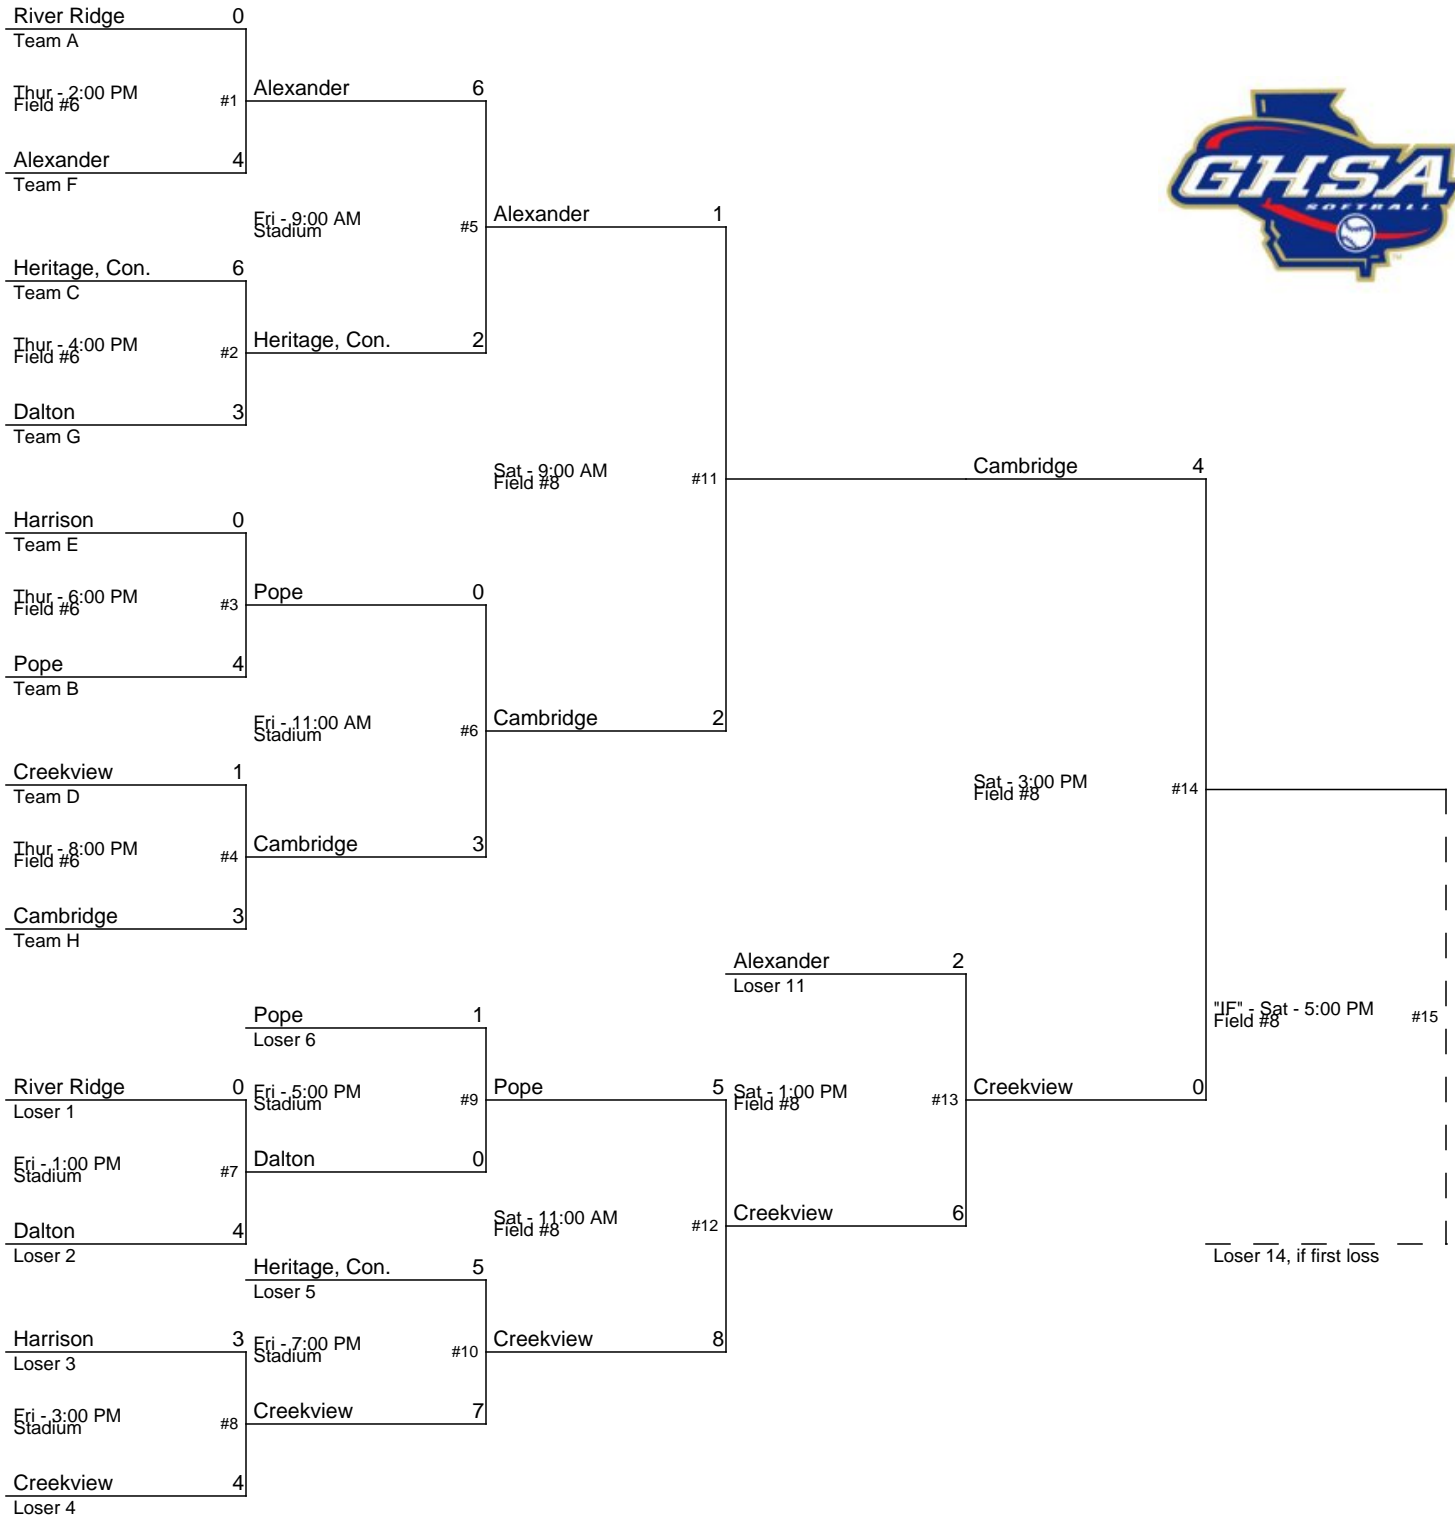 River Ridge 0
Team A
Thur - 2:00 PM
Field #6
#1
Alexander 4
Team F
Alexander 6
Fri - 9:00 AM
Stadium
#5
Heritage, Con. 6
Team C
Thur - 4:00 PM
Field #6
#2
Dalton 3
Team G
Heritage, Con. 2
Alexander 1
GHSA
SOFTBALL
TM
Sat - 9:00 AM
Field #8
#11
Cambridge 4
Harrison 0
Team E
Thur - 6:00 PM
Field #6
#3
Pope 4
Team B
Pope 0
Fri - 11:00 AM
Stadium
#6
Cambridge 2
Creekview 1
Team D
Thur - 8:00 PM
Field #6
#4
Cambridge 3
Team H
Cambridge 3
Sat - 3:00 PM
Field #8
#14
Alexander 2
Loser 11
Pope 1
Loser 6
"IF" - Sat - 5:00 PM
Field #8
#15
River Ridge 0
Loser 1
Fri - 5:00 PM
Stadium
#9
Pope 5
Sat - 1:00 PM
Field #8
#13
Creekview 0
Fri - 1:00 PM
Stadium
#7
Dalton 0
Dalton 4
Loser 2
Sat - 11:00 AM
Field #8
#12
Creekview 6
Loser 14, if first loss
Heritage, Con. 5
Loser 5
Harrison 3
Loser 3
Fri - 7:00 PM
Stadium
#10
Creekview 8
Fri - 3:00 PM
Stadium
#8
Creekview 7
Creekview 4
Loser 4